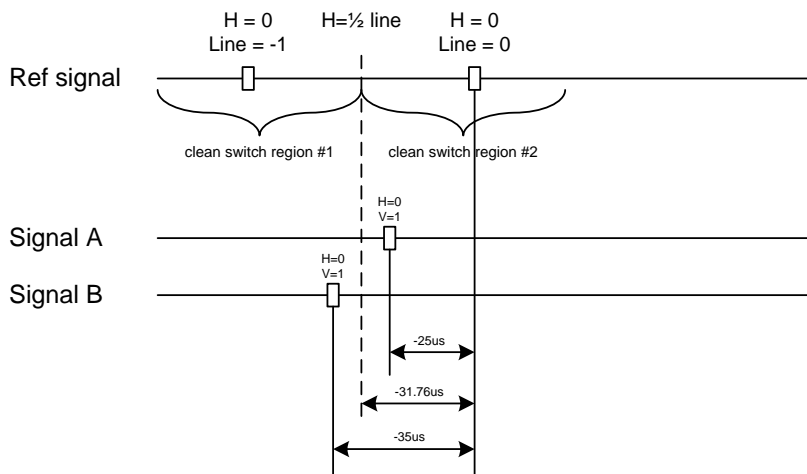 H = 0
Line = -1
H=½ line
H = 0
Line = 0
Ref signal
clean switch region #1
clean switch region #2
H=0
V=1
Signal A
H=0
V=1
Signal B
-25us
-31.76us
-35us